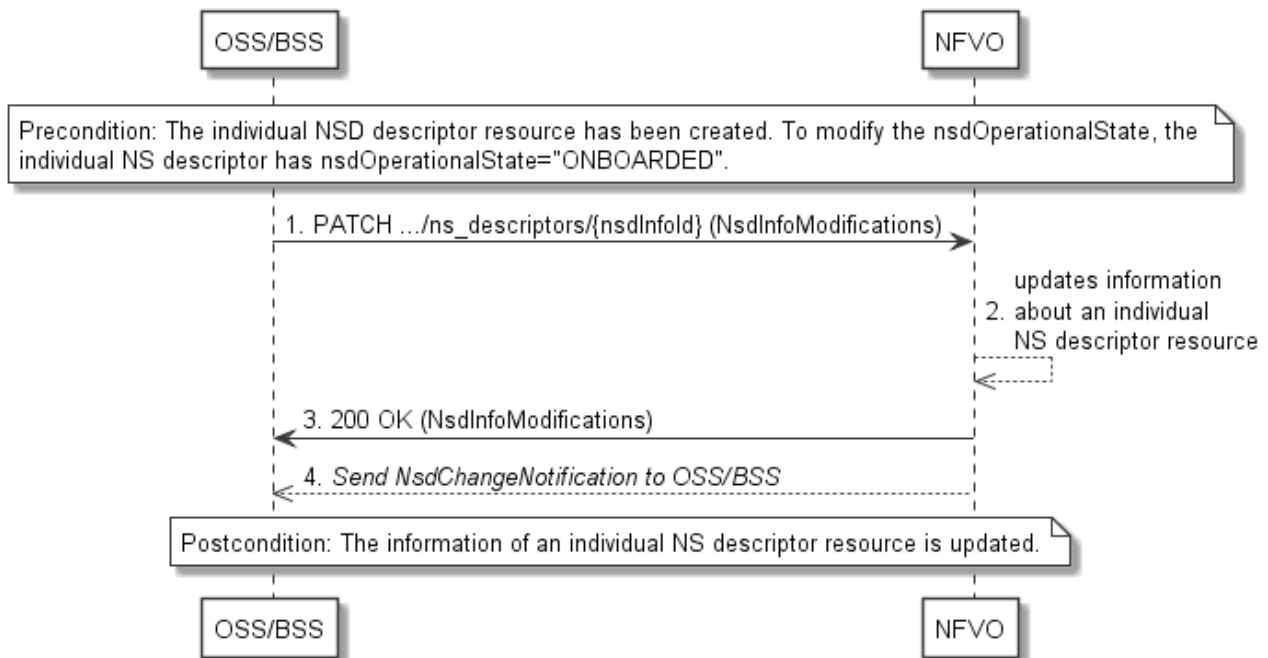 OSS/BSS
NFVO
Precondition: The individual NSD descriptor resource has been created. To modify the nsdOperationalState, the
individual NS descriptor has nsdOperationalState="ONBOARDED".
1. PATCH .../ns_descriptors/{nsdInfoId} (NsdInfoModifications)
updates information
2. about an individual
NS descriptor resource
3. 200 OK (NsdInfoModifications)
4. Send NsdChangeNotification to OSS/BSS
Postcondition: The information of an individual NS descriptor resource is updated.
OSS/BSS
NFVO